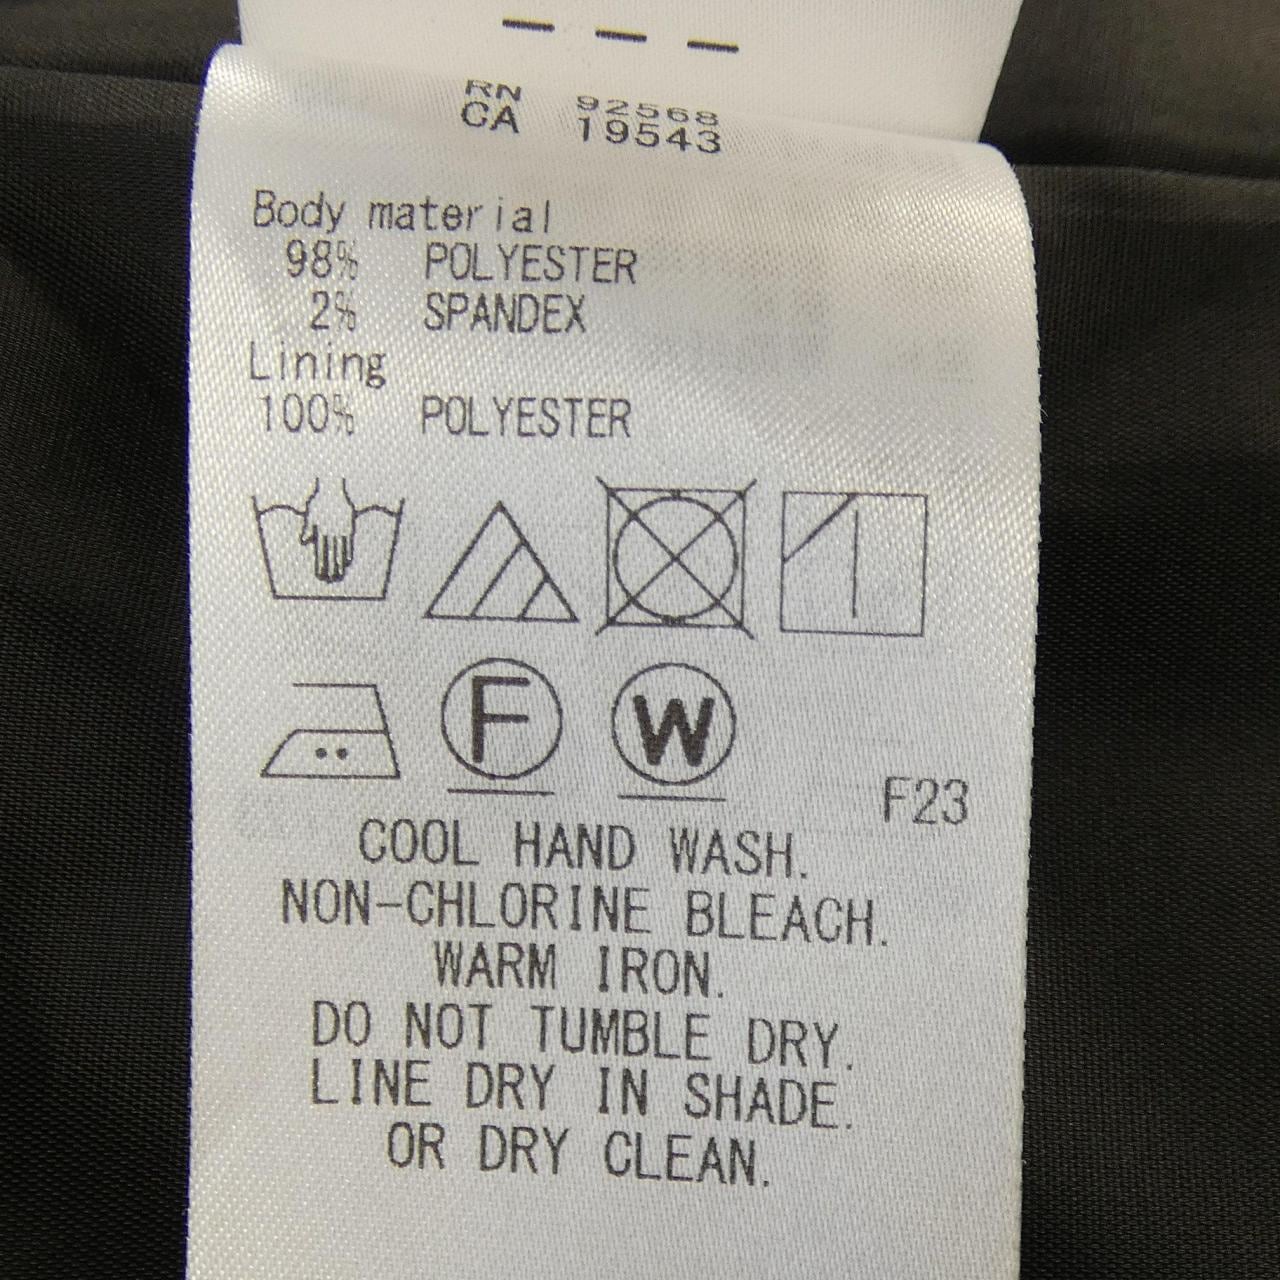 — — —
RN 92568
CA 19543
Body material
98% POLYESTER
2% SPANDEX
Lining
100% POLYESTER
F W
F23
COOL HAND WASH.
NON-CHLORINE BLEACH.
WARM IRON.
DO NOT TUMBLE DRY.
LINE DRY IN SHADE.
OR DRY CLEAN.